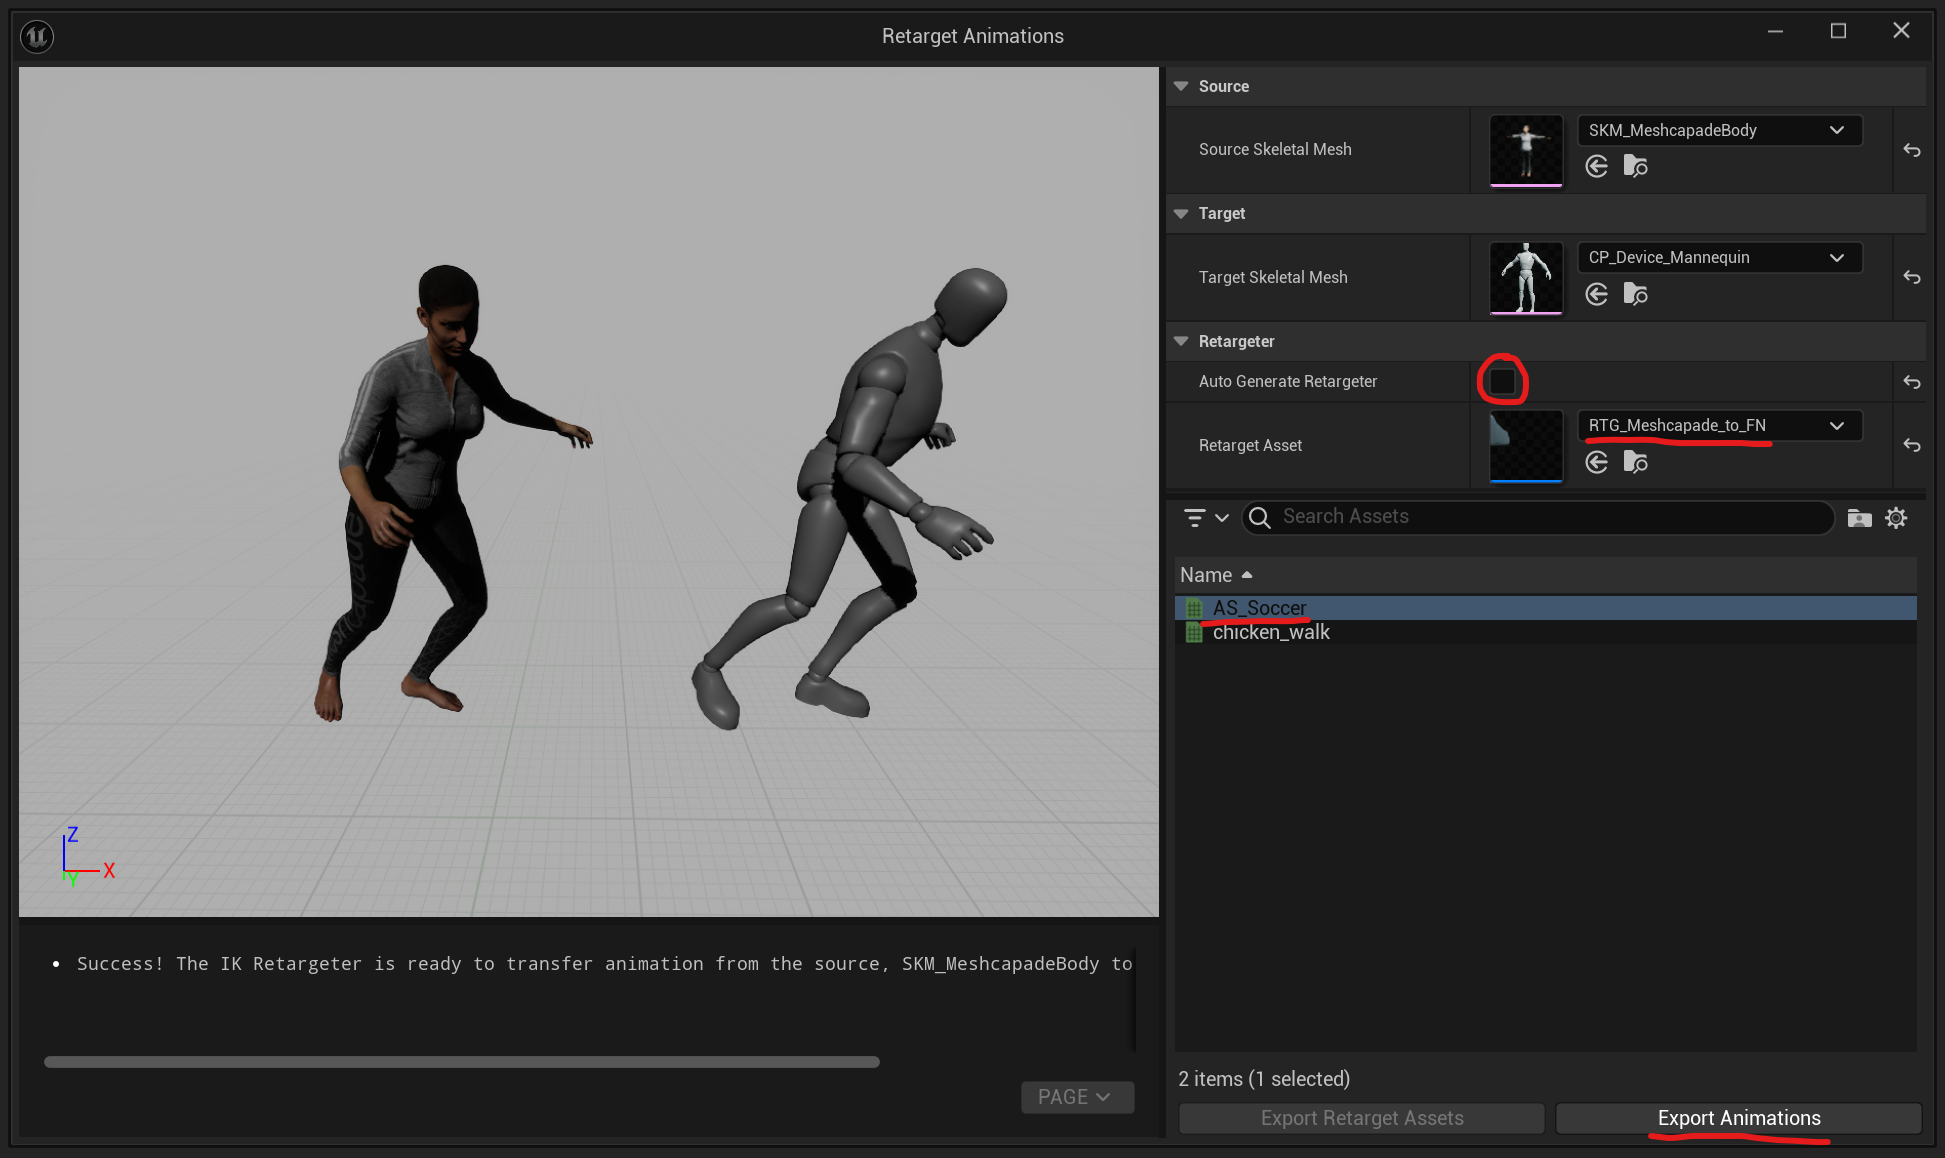 Retarget Animations
Source
Source Skeletal Mesh
SKM_MeshcapadeBody
Target
Target Skeletal Mesh
CP_Device_Mannequin
Retargeter
Auto Generate Retargeter
Retarget Asset
RTG_Meshcapade_to_FN
Search Assets
Name
AS_Soccer
chicken_walk
2 items (1 selected)
Export Retarget Assets
Export Animations
Z
X
Y
Success! The IK Retargeter is ready to transfer animation from the source, SKM_MeshcapadeBody to
PAGE